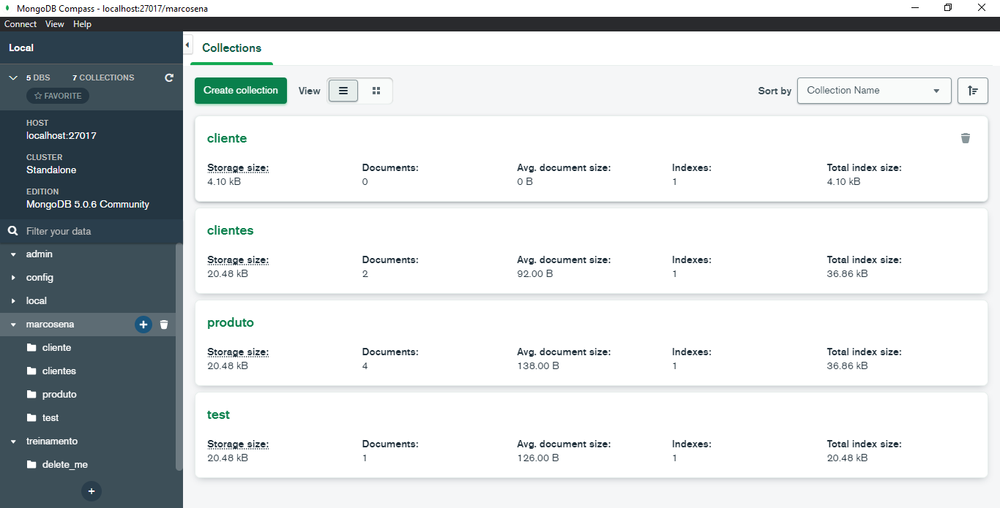 MongoDB Compass - localhost:27017/marcosena
Connect View Help
Local
5 DBS 7 COLLECTIONS
FAVORITE
HOST
localhost:27017
CLUSTER
Standalone
EDITION
MongoDB 5.0.6 Community
Filter your data
admin
config
local
marcosena
cliente
clientes
produto
test
treinamento
delete_me
Collections
Create collection View Sort by Collection Name
cliente
Storage size: Documents: Avg. document size: Indexes: Total index size:
4.10 kB 0 0 B 1 4.10 kB
clientes
Storage size: Documents: Avg. document size: Indexes: Total index size:
20.48 kB 2 92.00 B 1 36.86 kB
produto
Storage size: Documents: Avg. document size: Indexes: Total index size:
20.48 kB 4 138.00 B 1 36.86 kB
test
Storage size: Documents: Avg. document size: Indexes: Total index size:
20.48 kB 1 126.00 B 1 20.48 kB